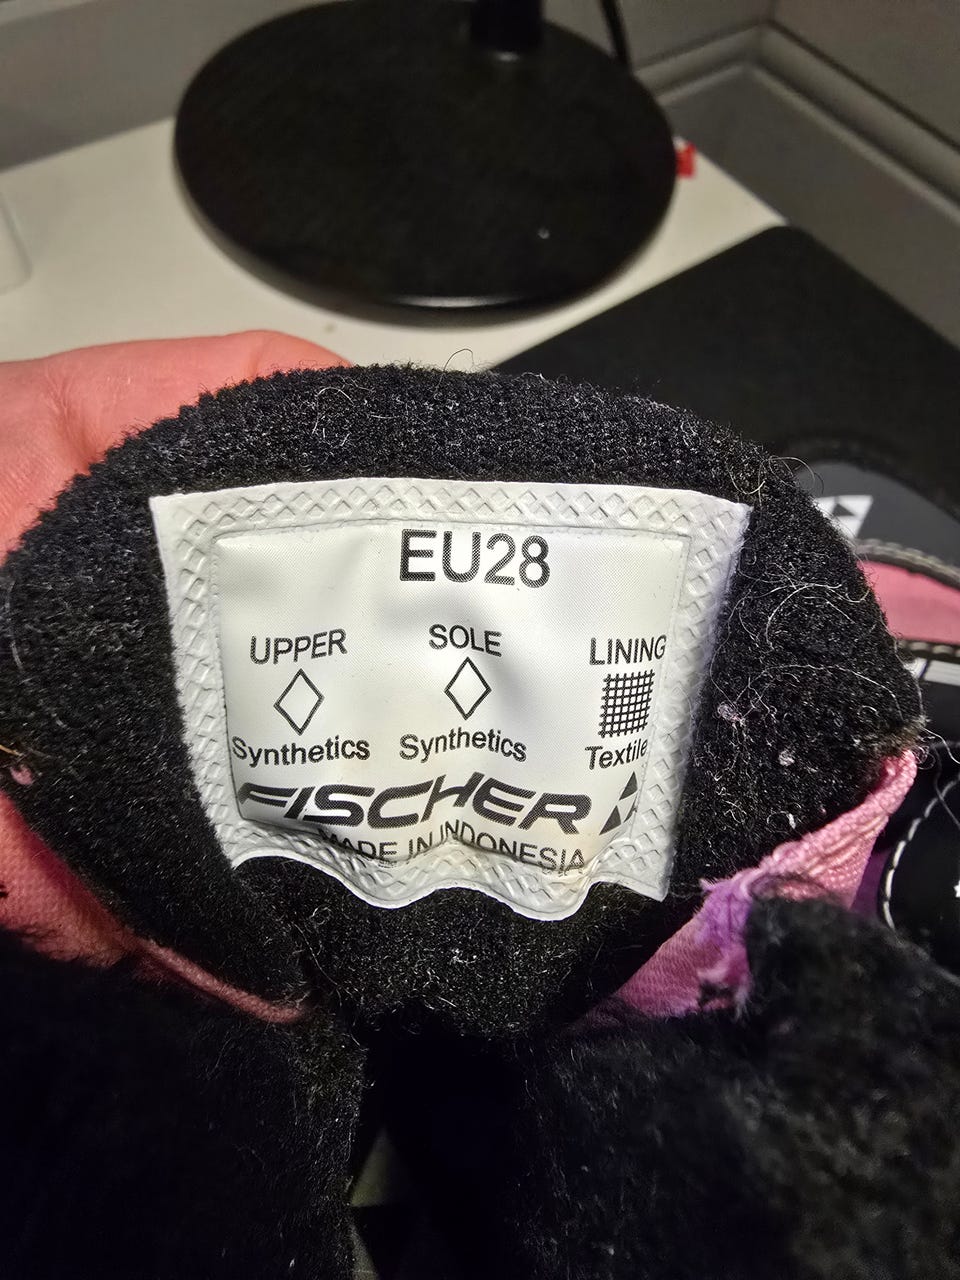 EU28
UPPER SOLE LINING
Synthetics Synthetics Textile
FISCHER
MADE IN INDONESIA